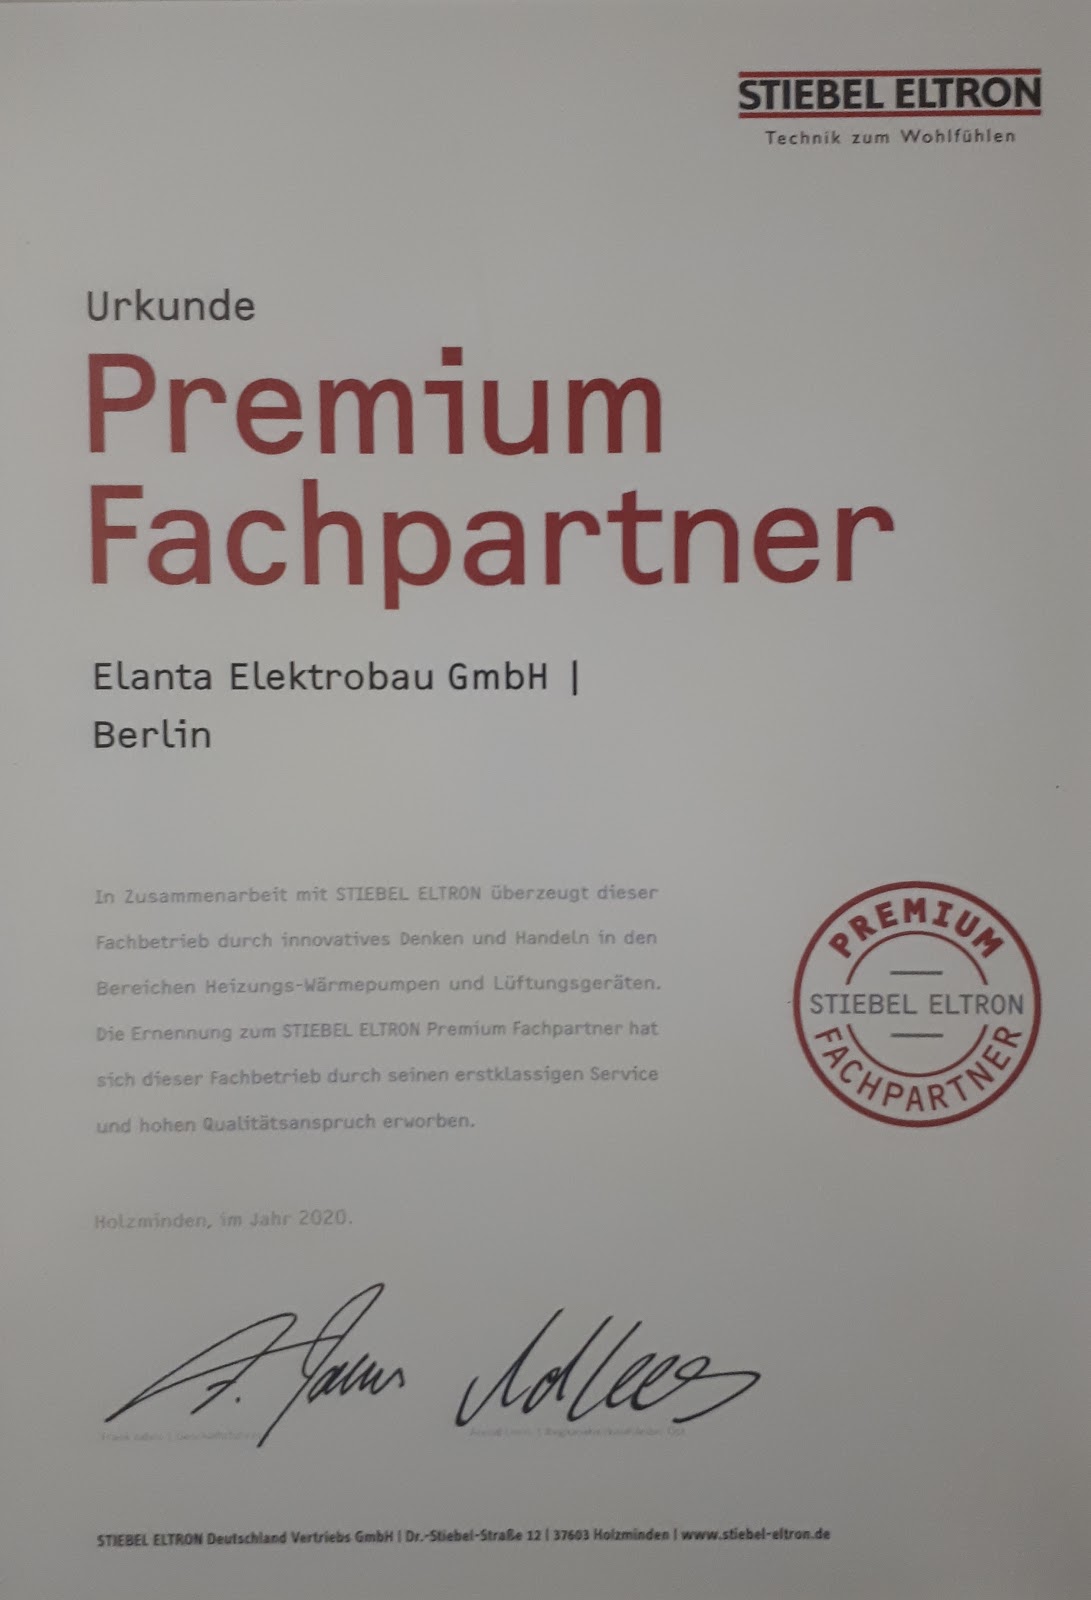 STIEBEL ELTRON
Technik zum Wohlfühlen
Urkunde
Premium
Fachpartner
Elanta Elektrobau GmbH |
Berlin
In Zusammenarbeit mit STIEBEL ELTRON überzeugt dieser
Fachbetrieb durch innovatives Denken und Handeln in den
Bereichen Heizungs-Wärmepumpen und Lüftungsgeräten.
Die Ernennung zum STIEBEL ELTRON Premium Fachpartner hat
sich dieser Fachbetrieb durch seinen erstklassigen Service
und hohen Qualitätsanspruch erworben.
PREMIUM
STIEBEL ELTRON
FACHPARTNER
Holzminden, im Jahr 2020.
STIEBEL ELTRON Deutschland Vertriebs GmbH | Dr.-Stiebel-Straße 12 | 37603 Holzminden | www.stiebel-eltron.de